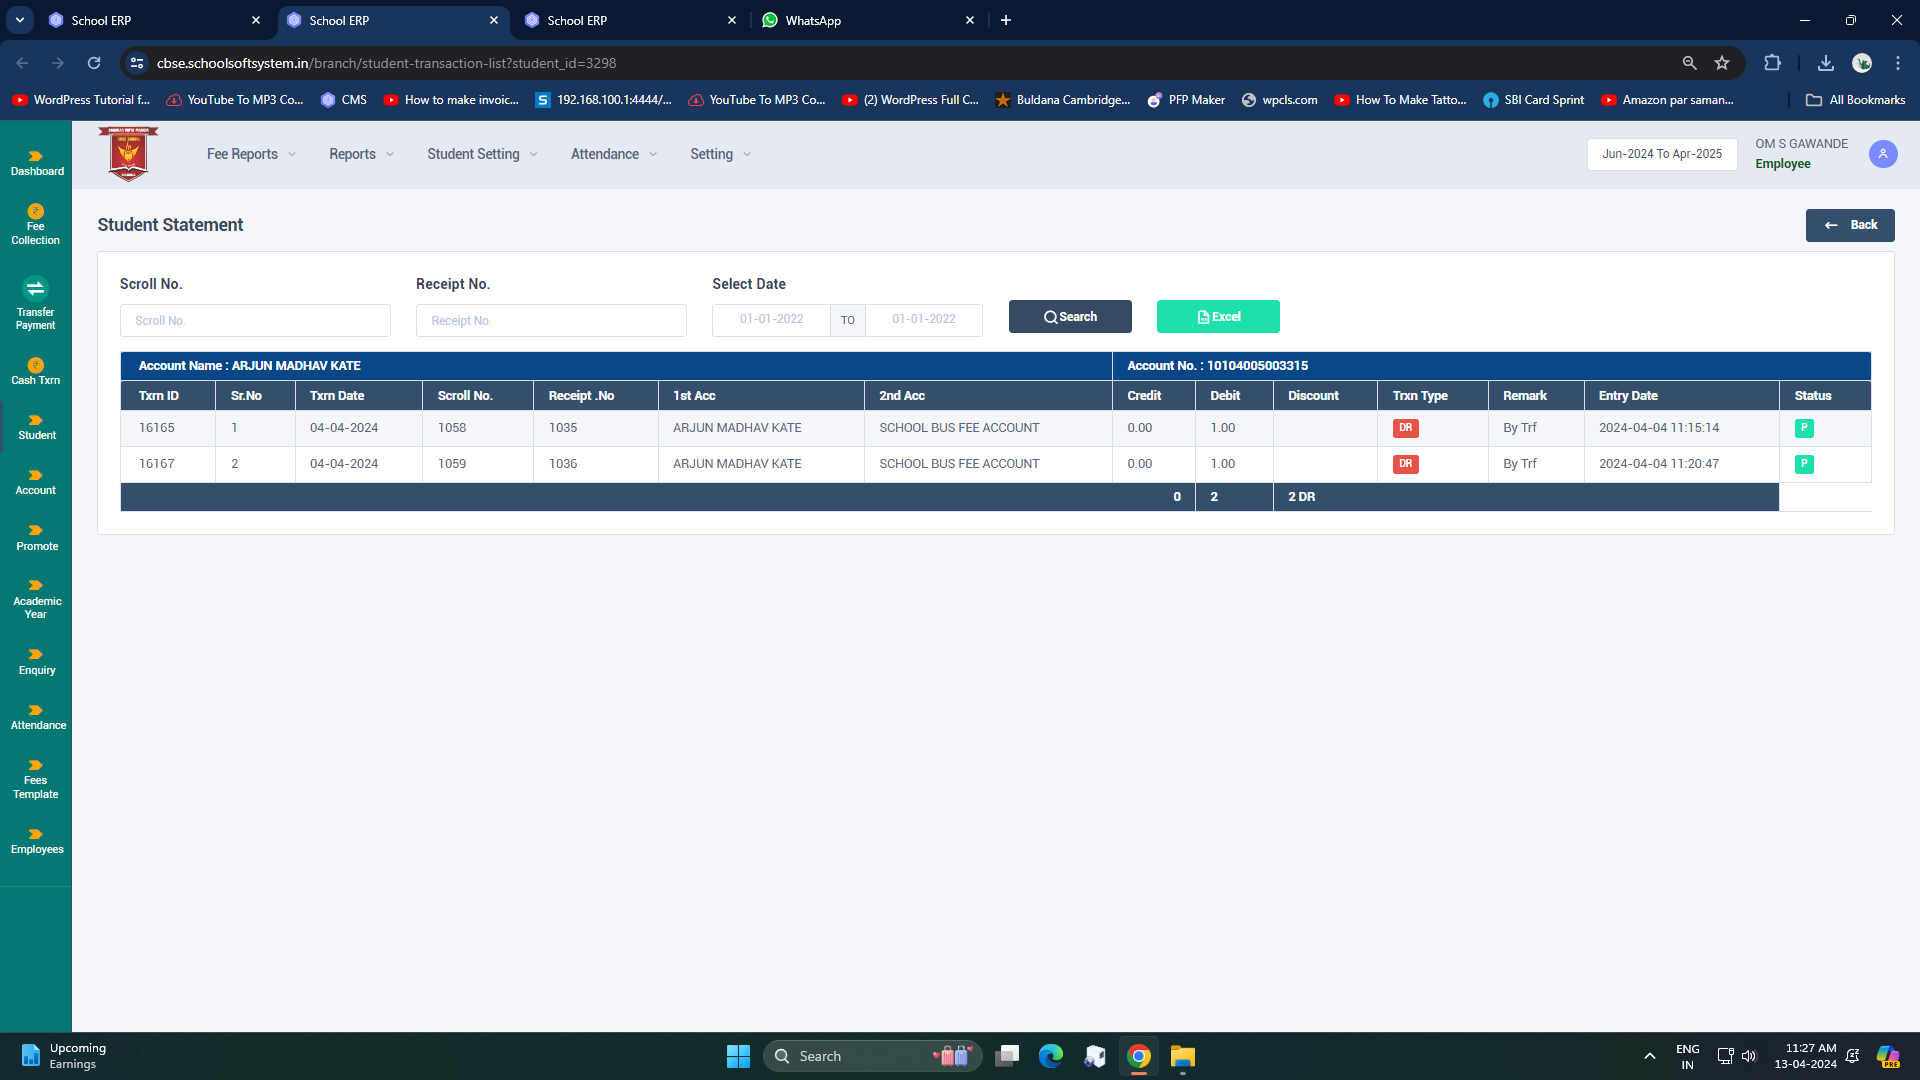 School ERP
School ERP
School ERP
WhatsApp
cbse.schoolsoftsystem.in/branch/student-transaction-list?student_id=3298
WordPress Tutorial f...
YouTube To MP3 Co...
CMS
How to make invoic...
192.168.100.1:4444/...
YouTube To MP3 Co...
(2) WordPress Full C...
Buldana Cambridge...
PFP Maker
wpcls.com
How To Make Tatto...
SBI Card Sprint
Amazon par saman...
All Bookmarks
Fee Reports
Reports
Student Setting
Attendance
Setting
Jun-2024 To Apr-2025
OM S GAWANDE
Employee
Dashboard
Fee
Collection
Transfer
Payment
Cash Txrn
Student
Account
Promote
Academic
Year
Enquiry
Attendance
Fees
Template
Employees
Student Statement
Back
Scroll No.
Receipt No.
Select Date
Scroll No.
Receipt No.
01-01-2022 TO 01-01-2022
Search
Excel
Account Name : ARJUN MADHAV KATE Account No. : 10104005003315
Txrn ID Sr.No Txrn Date Scroll No. Receipt .No 1st Acc 2nd Acc Credit Debit Discount Trxn Type Remark Entry Date Status
16165 1 04-04-2024 1058 1035 ARJUN MADHAV KATE SCHOOL BUS FEE ACCOUNT 0.00 1.00 DR By Trf 2024-04-04 11:15:14 P
16167 2 04-04-2024 1059 1036 ARJUN MADHAV KATE SCHOOL BUS FEE ACCOUNT 0.00 1.00 DR By Trf 2024-04-04 11:20:47 P
0 2 2 DR
Upcoming
Earnings
Search
ENG
IN
11:27 AM
13-04-2024
PRE